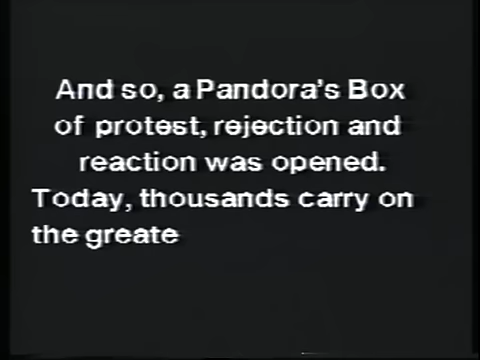 And so, a Pandora's Box
of protest, rejection and
reaction was opened.
Today, thousands carry on
the greate